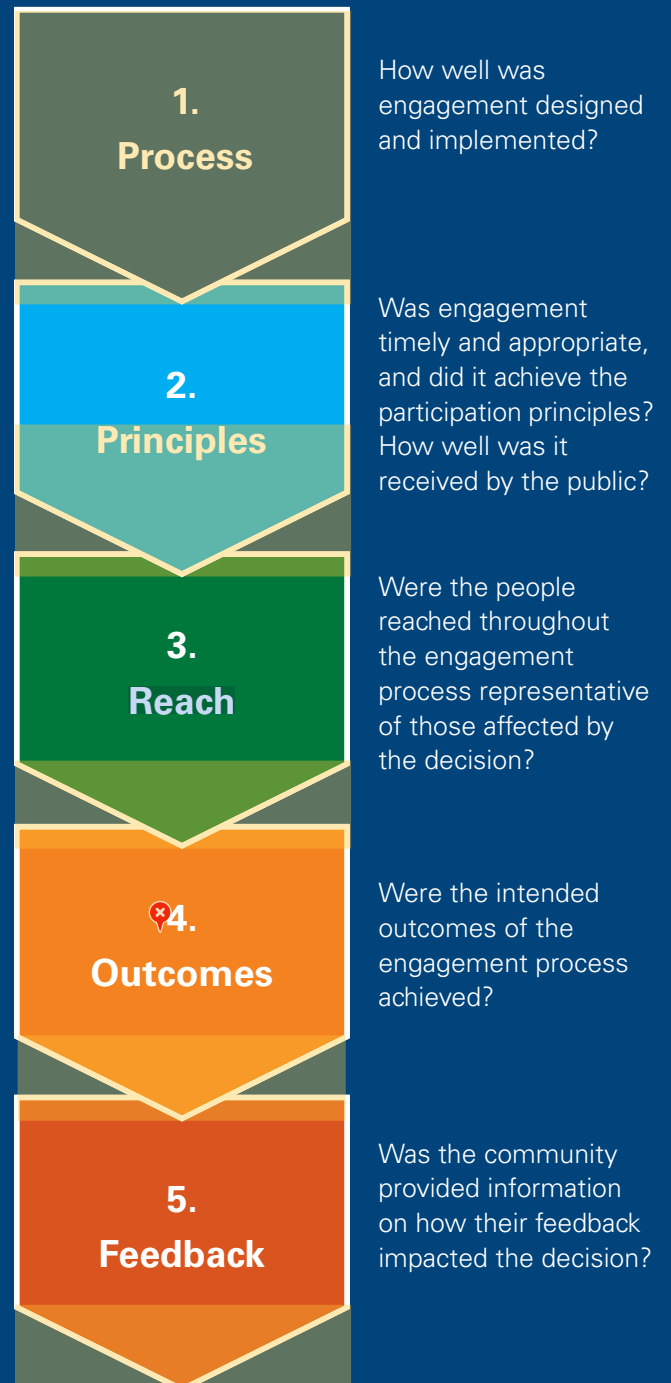 1.
Process
How well was
engagement designed
and implemented?
2.
Principles
Was engagement
timely and appropriate,
and did it achieve the
participation principles?
How well was it
received by the public?
3.
Reach
Were the people
reached throughout
the engagement
process representative
of those affected by
the decision?
4.
Outcomes
Were the intended
outcomes of the
engagement process
achieved?
5.
Feedback
Was the community
provided information
on how their feedback
impacted the decision?